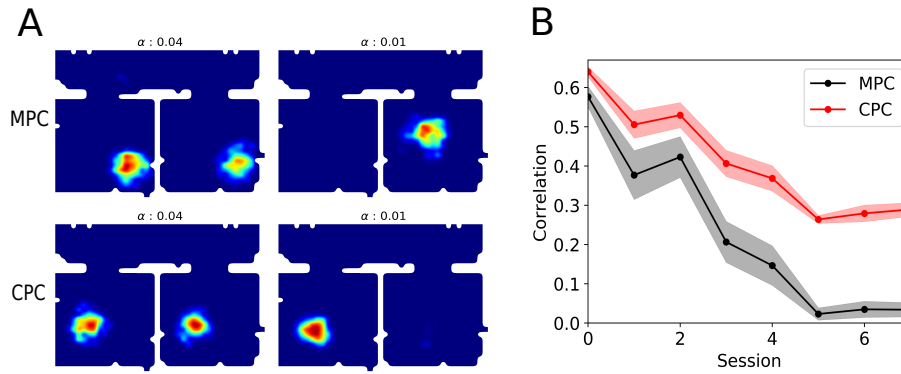 A
α : 0.04
α : 0.01
MPC
α : 0.04
α : 0.01
CPC
B
0.6
0.5
0.4
0.3
0.2
0.1
0.0
Correlation
MPC
CPC
0
2
4
6
Session